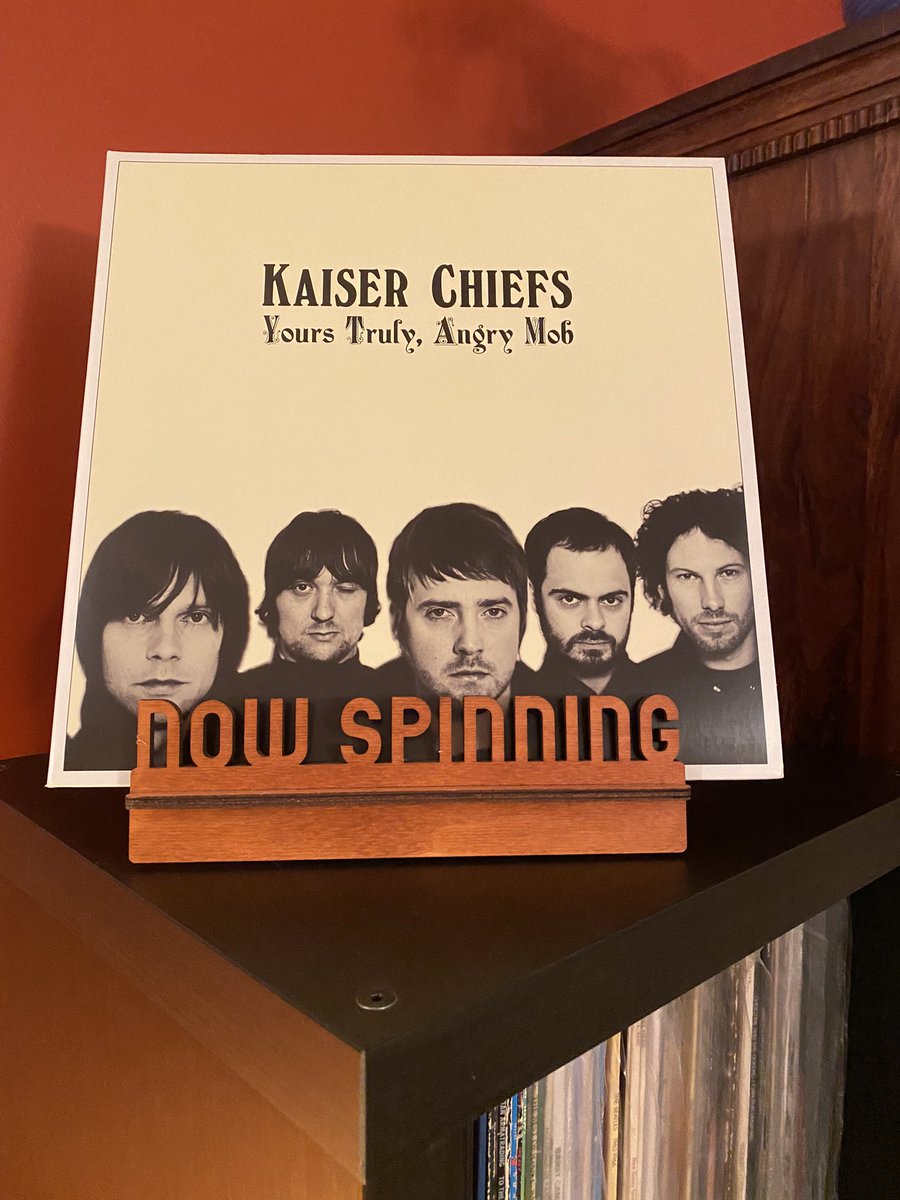 Kaiser Chiefs
Yours Truly, Angry Mob
NOW SPINNING